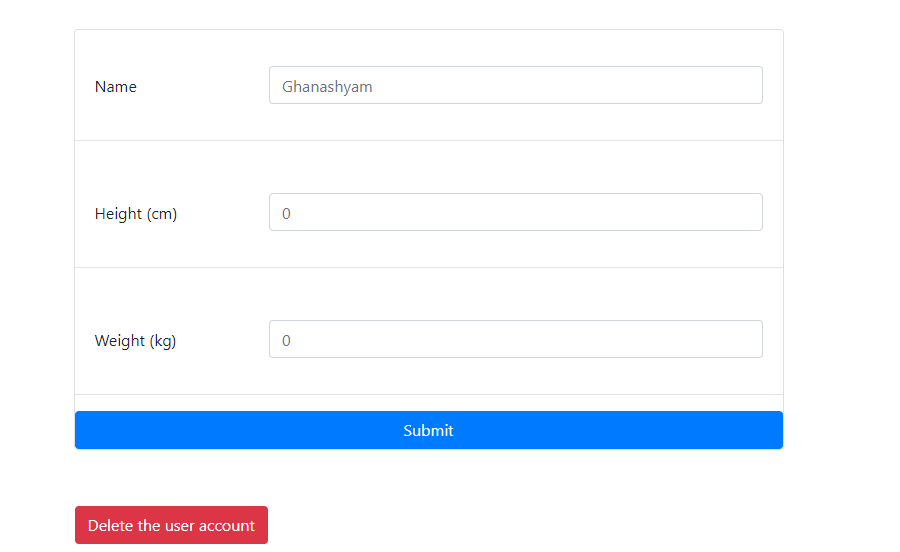 Name
Ghanashyam
Height (cm)
0
Weight (kg)
0
Submit
Delete the user account